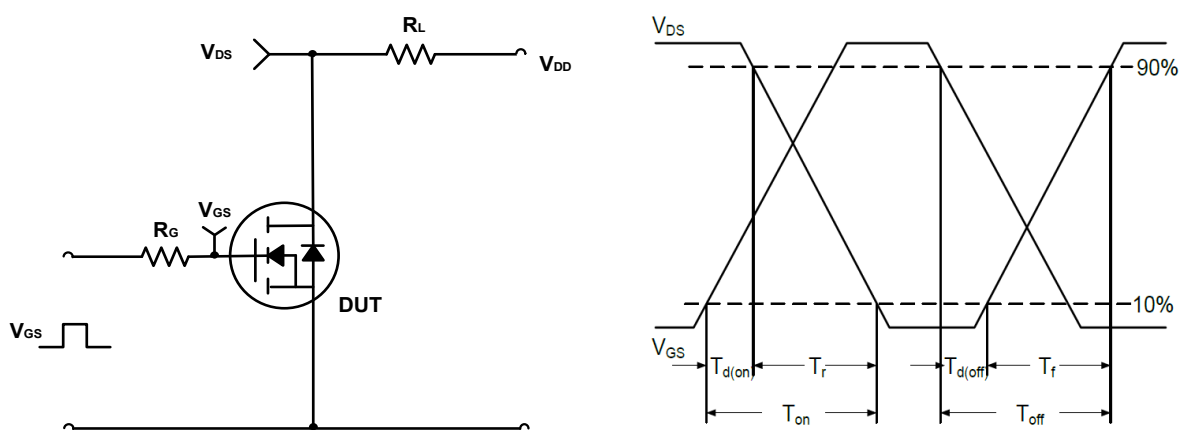 RL
VDS
VDD
VGS
RG
DUT
VGS
VDS
90%
10%
VGS
Td(on)
Tr
Td(off)
Tf
Ton
Toff